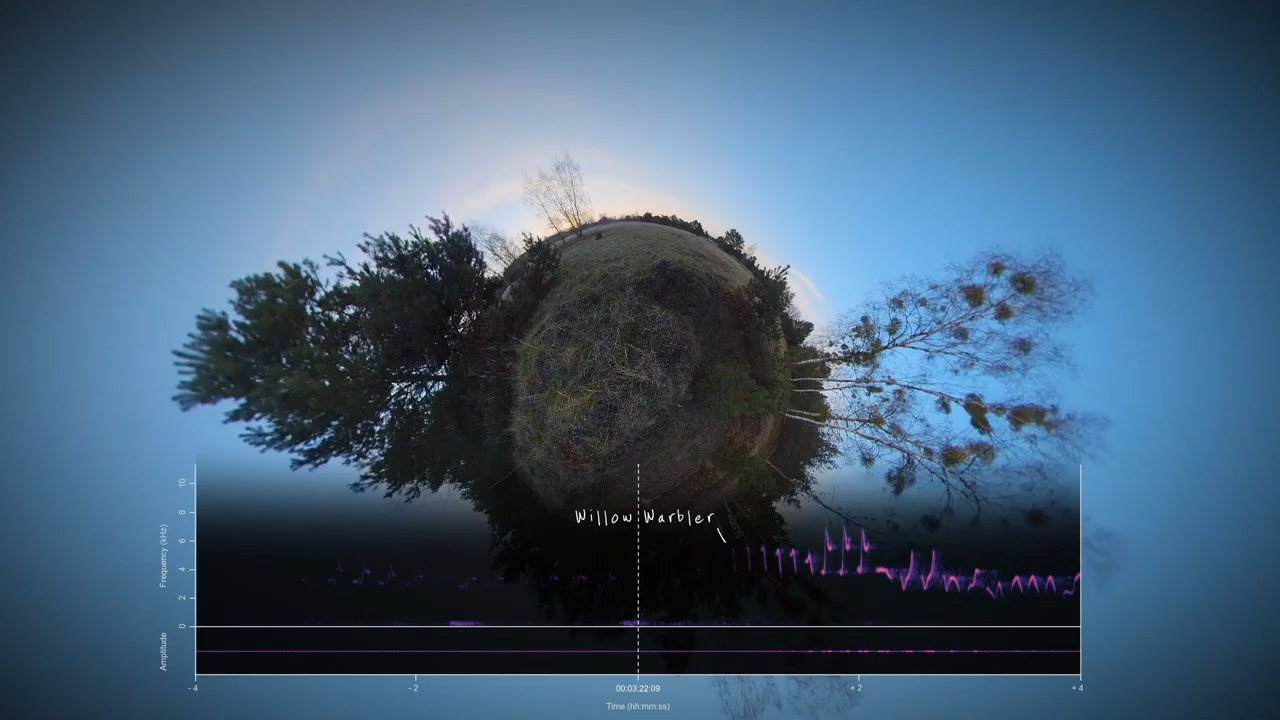 Willow Warbler
10
8
6
4
2
0
Frequency (kHz)
Amplitude
- 4
- 2
00:03:22:09
+ 2
+ 4
Time (hh:mm:ss)